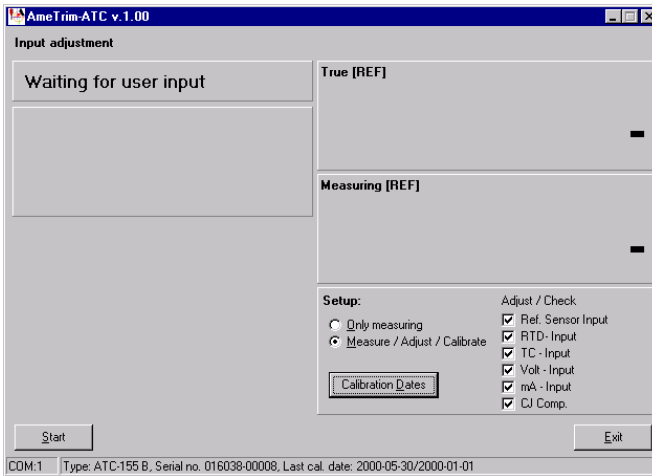 AmeTrim-ATC v.1.00
Input adjustment
Waiting for user input
True [REF]
-
Measuring [REF]
-
Setup:
Only measuring
Measure / Adjust / Calibrate
Calibration Dates
Adjust / Check
Ref. Sensor Input
RTD- Input
TC - Input
Volt - Input
mA - Input
CJ Comp.
Start
Exit
COM:1 Type: ATC-155 B, Serial no. 016038-00008, Last cal. date: 2000-05-30/2000-01-01